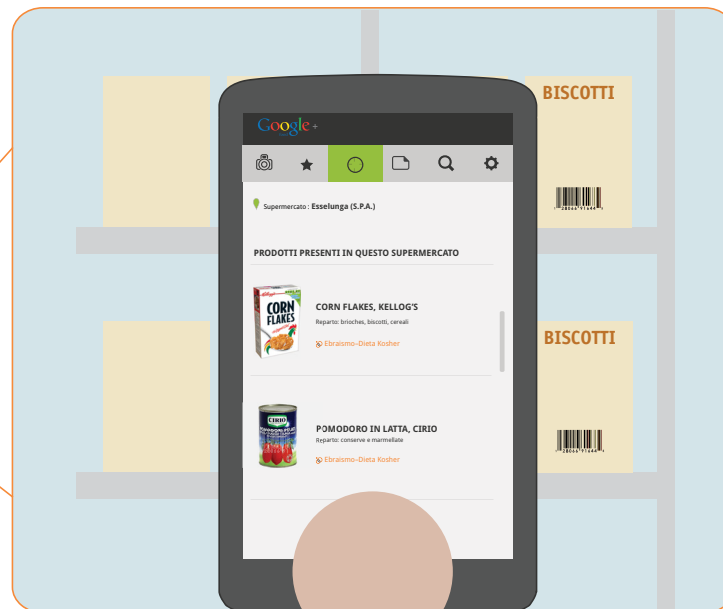 BISCOTTI
Google +
Supermercato : Esselunga (S.P.A.)
PRODOTTI PRESENTI IN QUESTO SUPERMERCATO
CORN FLAKES, KELLOG'S
Reparto: brioches, biscotti, cereali
Ebraismo-Dieta Kosher
CORN
FLAKES
BISCOTTI
POMODORO IN LATTA, CIRIO
Reparto: conserve e marmellate
Ebraismo-Dieta Kosher
CIRIO